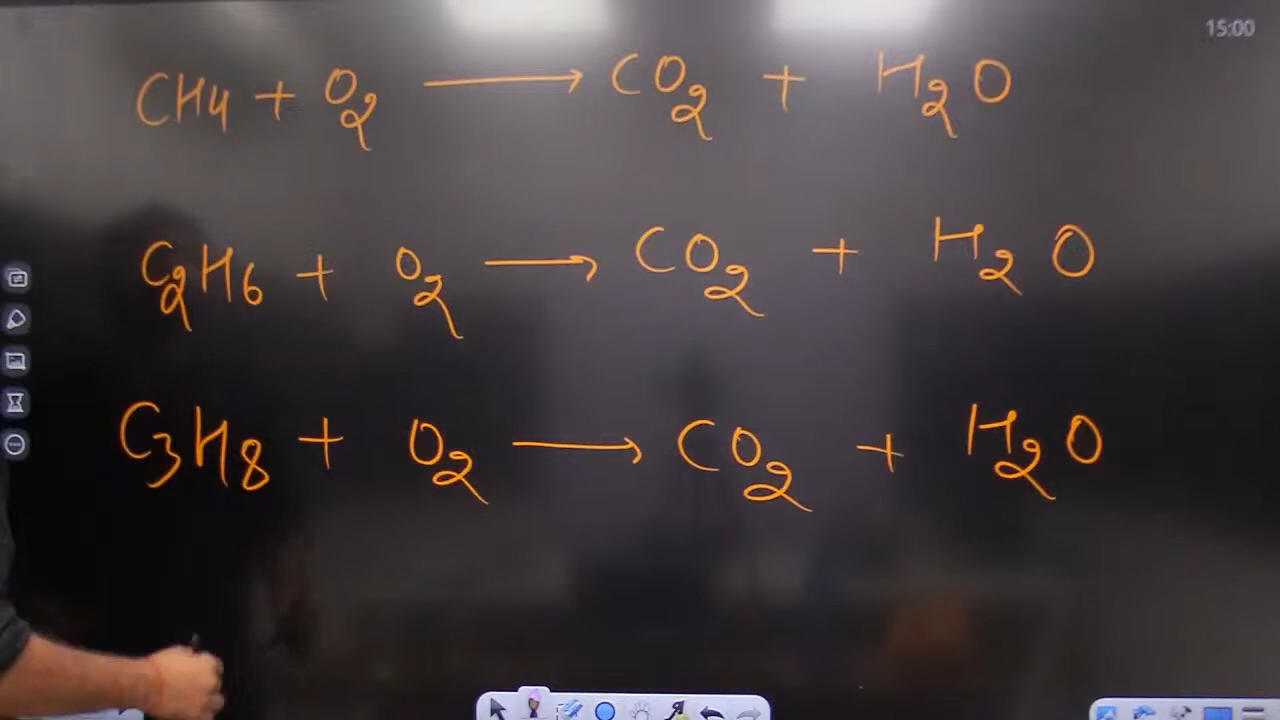 15:00
CH4 + O2 ⟶ CO2 + H2O
C2H6 + O2 ⟶ CO2 + H2O
C3H8 + O2 ⟶ CO2 + H2O